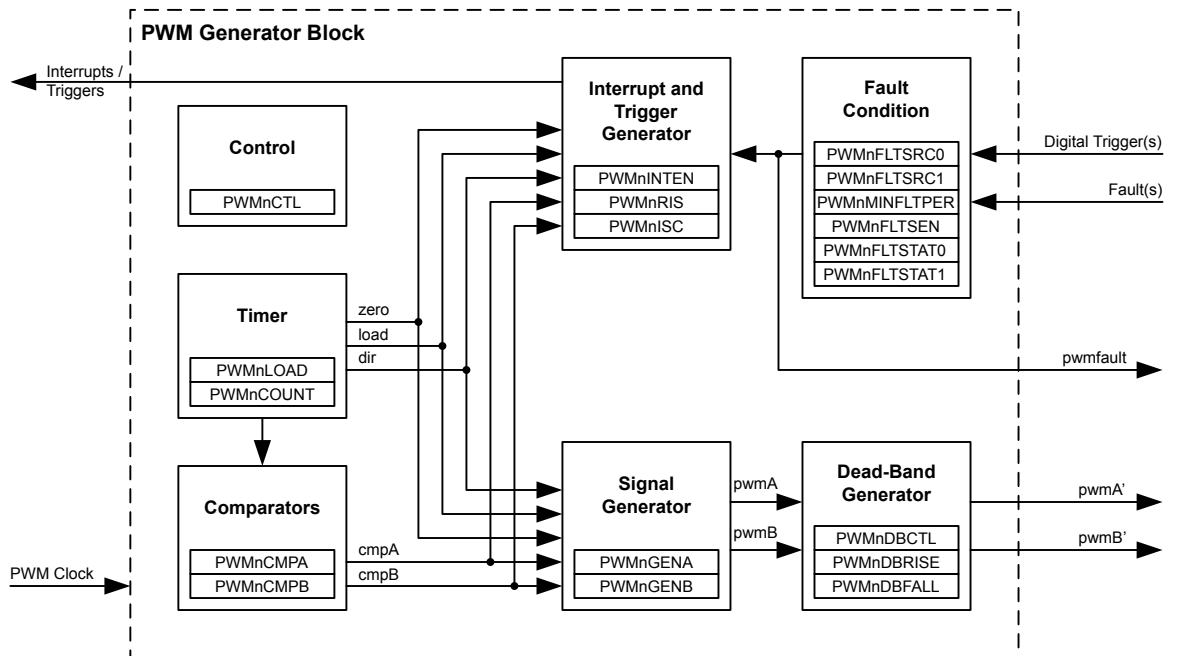 PWM Generator Block
Interrupts /
Triggers
Control
PWMnCTL
Interrupt and
Trigger
Generator
PWMnINTEN
PWMnRIS
PWMnISC
Fault
Condition
PWMnFLTSRC0
PWMnFLTSRC1
PWMnMINFLTPER
PWMnFLTSEN
PWMnFLTSTAT0
PWMnFLTSTAT1
Digital Trigger(s)
Fault(s)
Timer
PWMnLOAD
PWMnCOUNT
zero
load
dir
pwmfault
Comparators
PWMnCMPA
PWMnCMPB
cmpA
cmpB
PWM Clock
Signal
Generator
PWMnGENA
PWMnGENB
pwmA
pwmB
Dead-Band
Generator
PWMnDBCTL
PWMnDBRISE
PWMnDBFALL
pwmA’
pwmB’